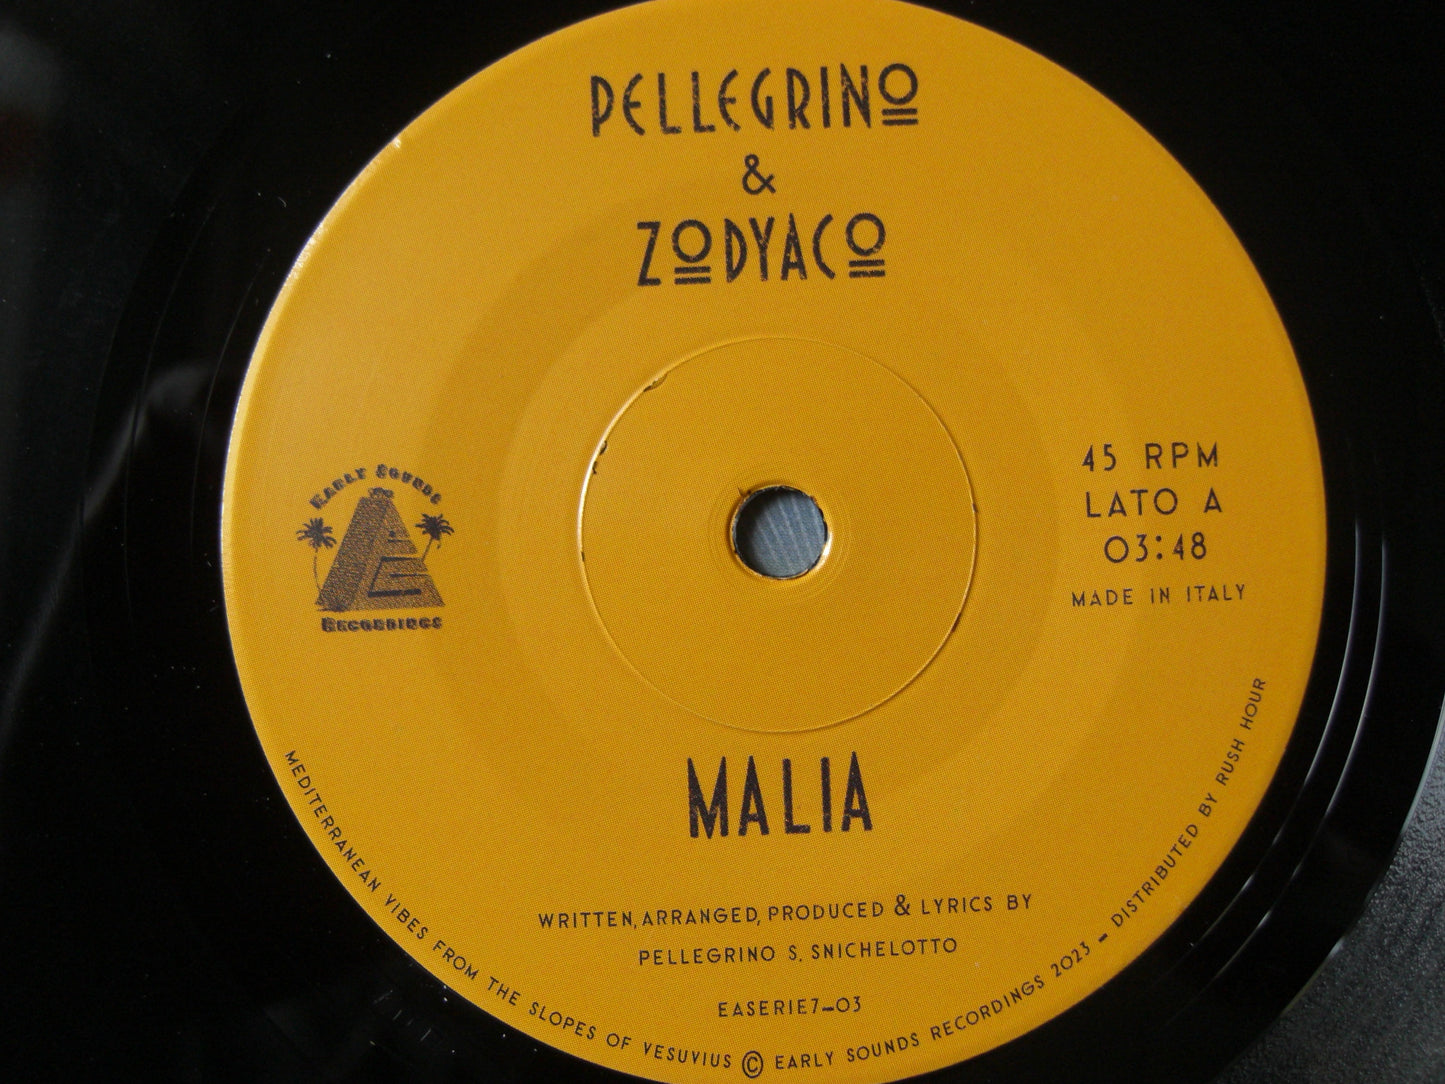 PELLEGRINO
&
ZODYACO
EARLY SOUNDS
RECORDINGS
45 RPM
LATO A
03:48
MADE IN ITALY
MALIA
WRITTEN, ARRANGED, PRODUCED & LYRICS BY
PELLEGRINO S. SNICHELOTTO
EASERIE7-03
MEDITERRANEAN VIBES FROM THE SLOPES OF VESUVIUS © EARLY SOUNDS RECORDINGS 2023 - DISTRIBUTED BY RUSH HOUR